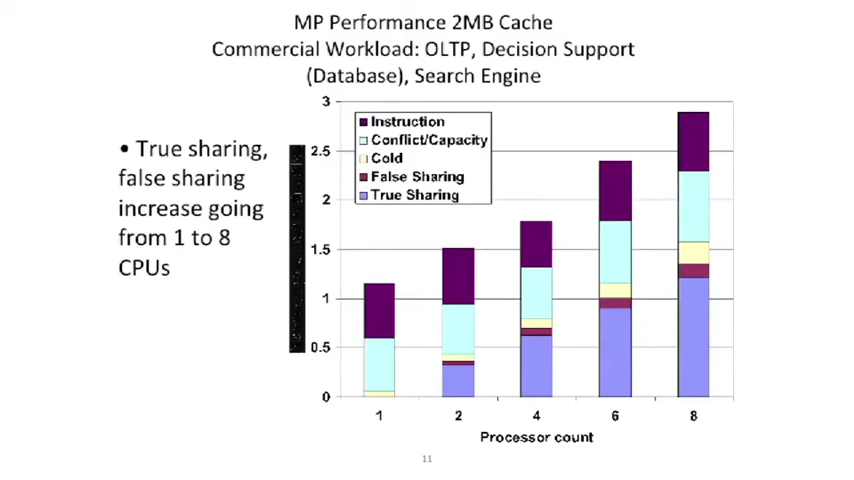 MP Performance 2MB Cache
Commercial Workload: OLTP, Decision Support
(Database), Search Engine
• True sharing,
false sharing
increase going
from 1 to 8
CPUs
3
2.5
2
1.5
1
0.5
0
Instruction
Conflict/Capacity
Cold
False Sharing
True Sharing
1 2 4 6 8
Processor count
11